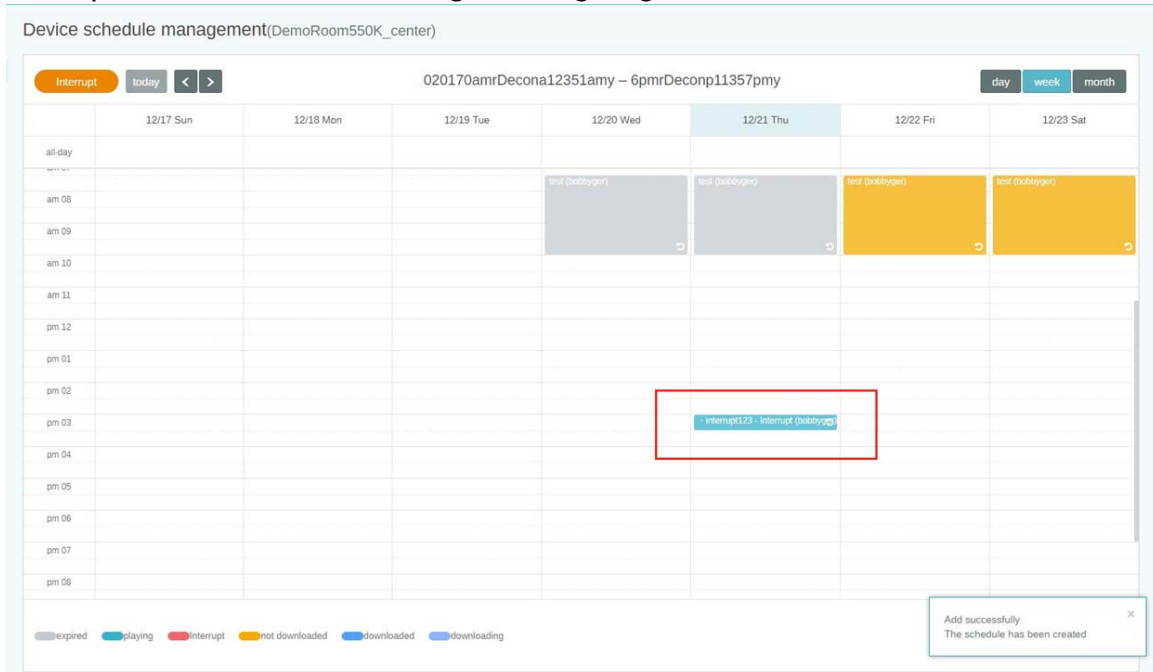 Device schedule management(DemoRoom550K_center)
Interrupt today < > 020170amrDecona12351amy – 6pmrDeconp11357pmy day week month
12/17 Sun 12/18 Mon 12/19 Tue 12/20 Wed 12/21 Thu 12/22 Fri 12/23 Sat
all-day
test (bobbyger) test (bobbyger) test (bobbyger) test (bobbyger)
am 08
am 09
am 10
am 11
pm 12
pm 01
pm 02
pm 03 - interrupt123 - Interrupt (bobbyger)
pm 04
pm 05
pm 06
pm 07
pm 08
expired playing Interrupt not downloaded downloaded downloading
Add successfully ×
The schedule has been created